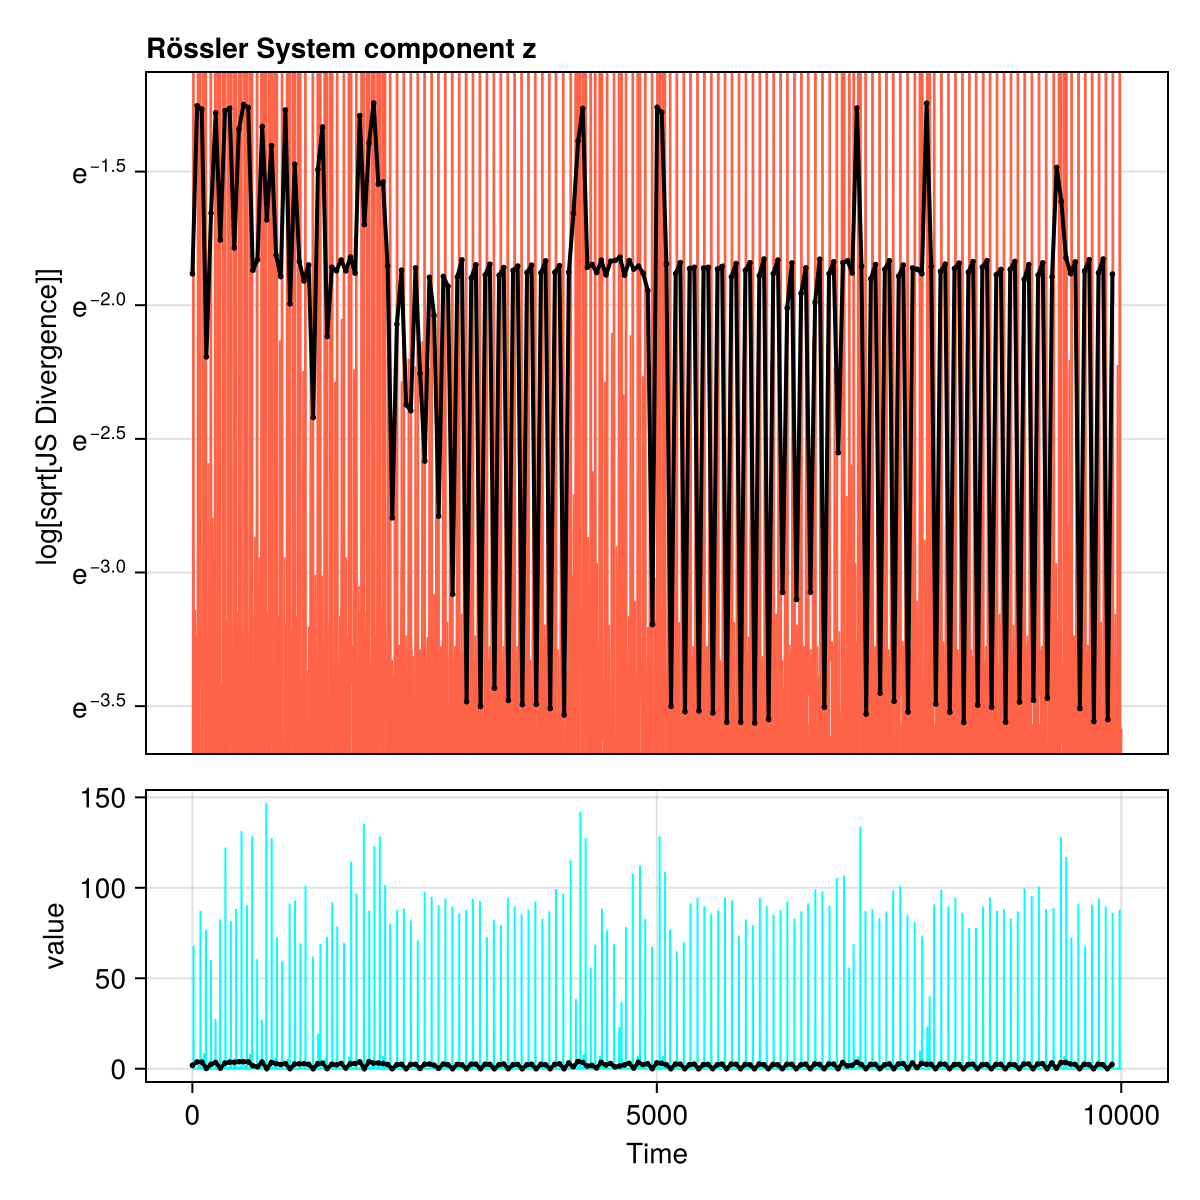 Rössler System component z
log[sqrt[JS Divergence]]
e^−1.5
e^−2.0
e^−2.5
e^−3.0
e^−3.5
value
150
100
50
0
0 5000 10000
Time